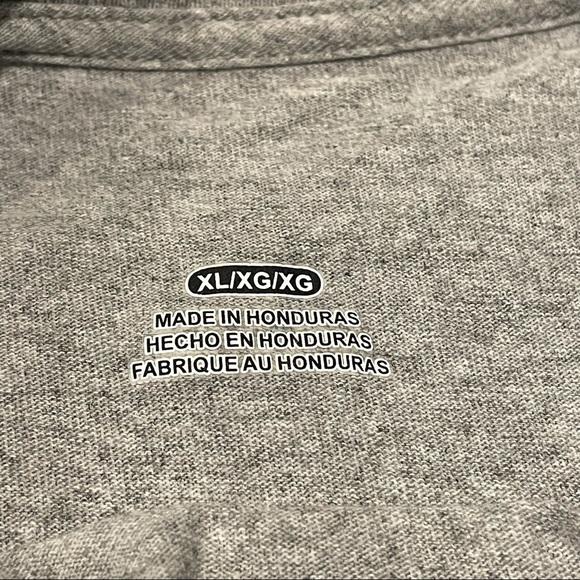 XL/XG/XG
MADE IN HONDURAS
HECHO EN HONDURAS
FABRIQUE AU HONDURAS